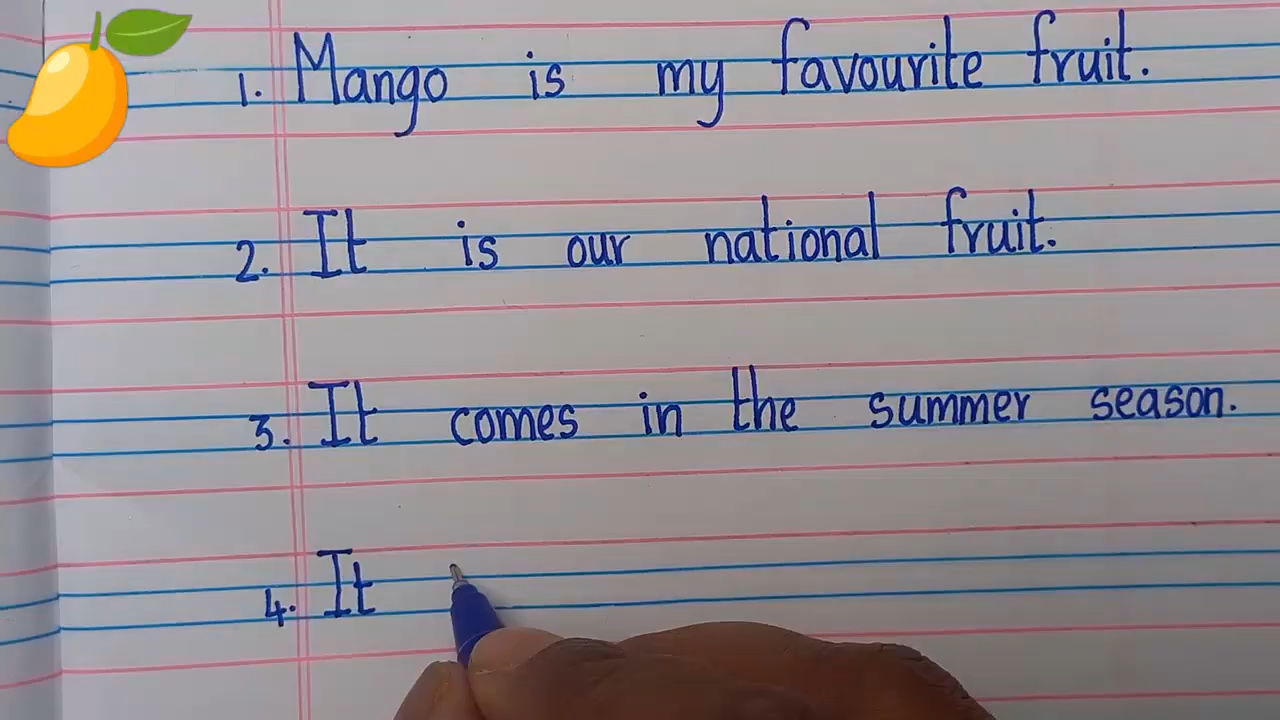 1. Mango is my favourite fruit.
2. It is our national fruit.
3. It comes in the summer season.
4. It